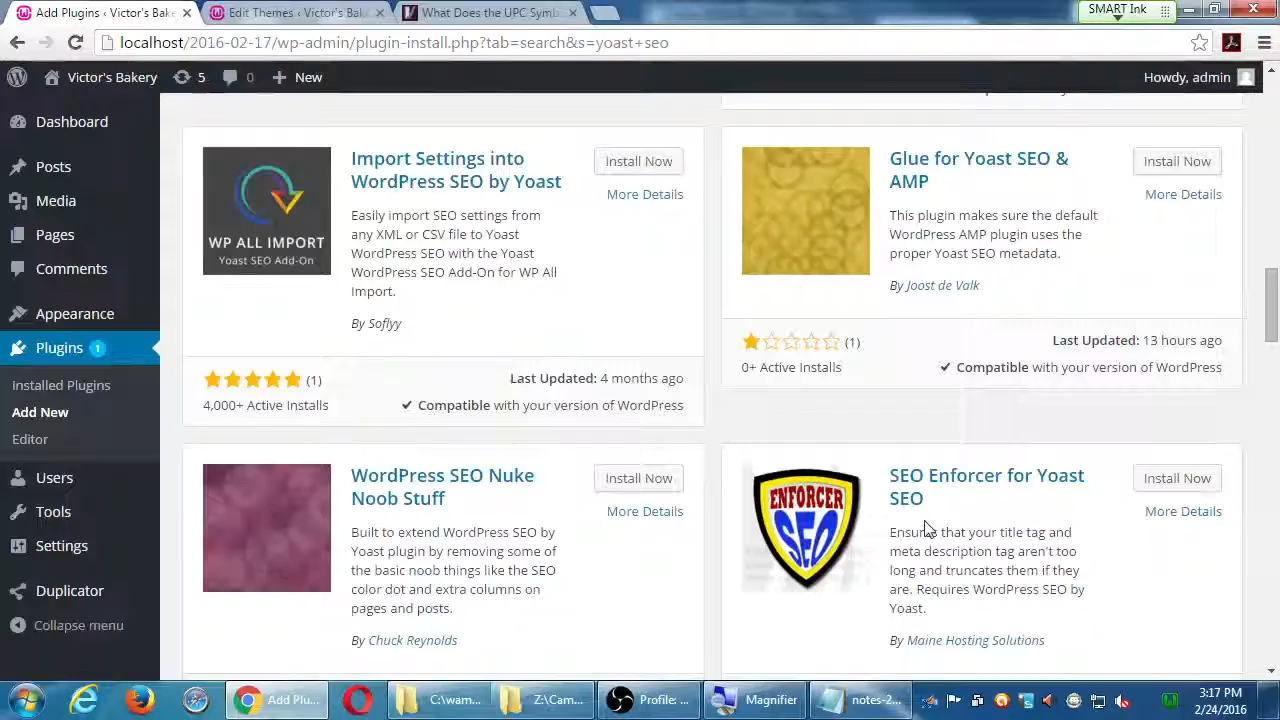 Add Plugins ‹ Victor's Bake
Edit Themes ‹ Victor's Bak
What Does the UPC Symb
SMART Ink
localhost/2016-02-17/wp-admin/plugin-install.php?tab=search&s=yoast+seo
Victor's Bakery
5
0
New
Howdy, admin
Dashboard
Posts
Media
Pages
Comments
Appearance
Plugins 1
Installed Plugins
Add New
Editor
Users
Tools
Settings
Duplicator
Collapse menu
WP ALL IMPORT
Yoast SEO Add-On
Import Settings into
WordPress SEO by Yoast
Install Now
More Details
Easily import SEO settings from
any XML or CSV file to Yoast
WordPress SEO with the Yoast
WordPress SEO Add-On for WP All
Import.
By Soflyy
(1)
Last Updated: 4 months ago
4,000+ Active Installs
Compatible with your version of WordPress
Glue for Yoast SEO &
AMP
Install Now
More Details
This plugin makes sure the default
WordPress AMP plugin uses the
proper Yoast SEO metadata.
By Joost de Valk
(1)
Last Updated: 13 hours ago
0+ Active Installs
Compatible with your version of WordPress
WordPress SEO Nuke
Noob Stuff
Install Now
More Details
Built to extend WordPress SEO by
Yoast plugin by removing some of
the basic noob things like the SEO
color dot and extra columns on
pages and posts.
By Chuck Reynolds
ENFORCER
SEO
SEO Enforcer for Yoast
SEO
Install Now
More Details
Ensures that your title tag and
meta description tag aren't too
long and truncates them if they
are. Requires WordPress SEO by
Yoast.
By Maine Hosting Solutions
Add Plu...
C:\wam...
Z:\Cam...
Profile: ...
Magnifier
notes-2...
3:17 PM
2/24/2016